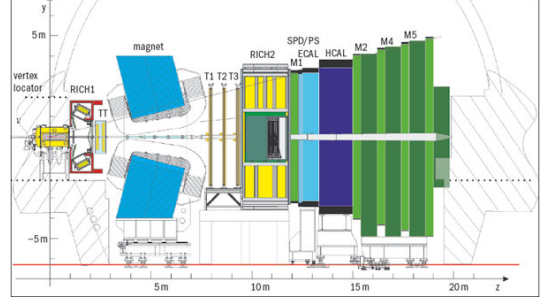 y
5 m
magnet
SPD/PS
ECAL
HCAL
M1
M2
M4
M5
RICH2
T1 T2 T3
vertex
locator
RICH1
TT
−5 m
5 m
10 m
15 m
20 m
z